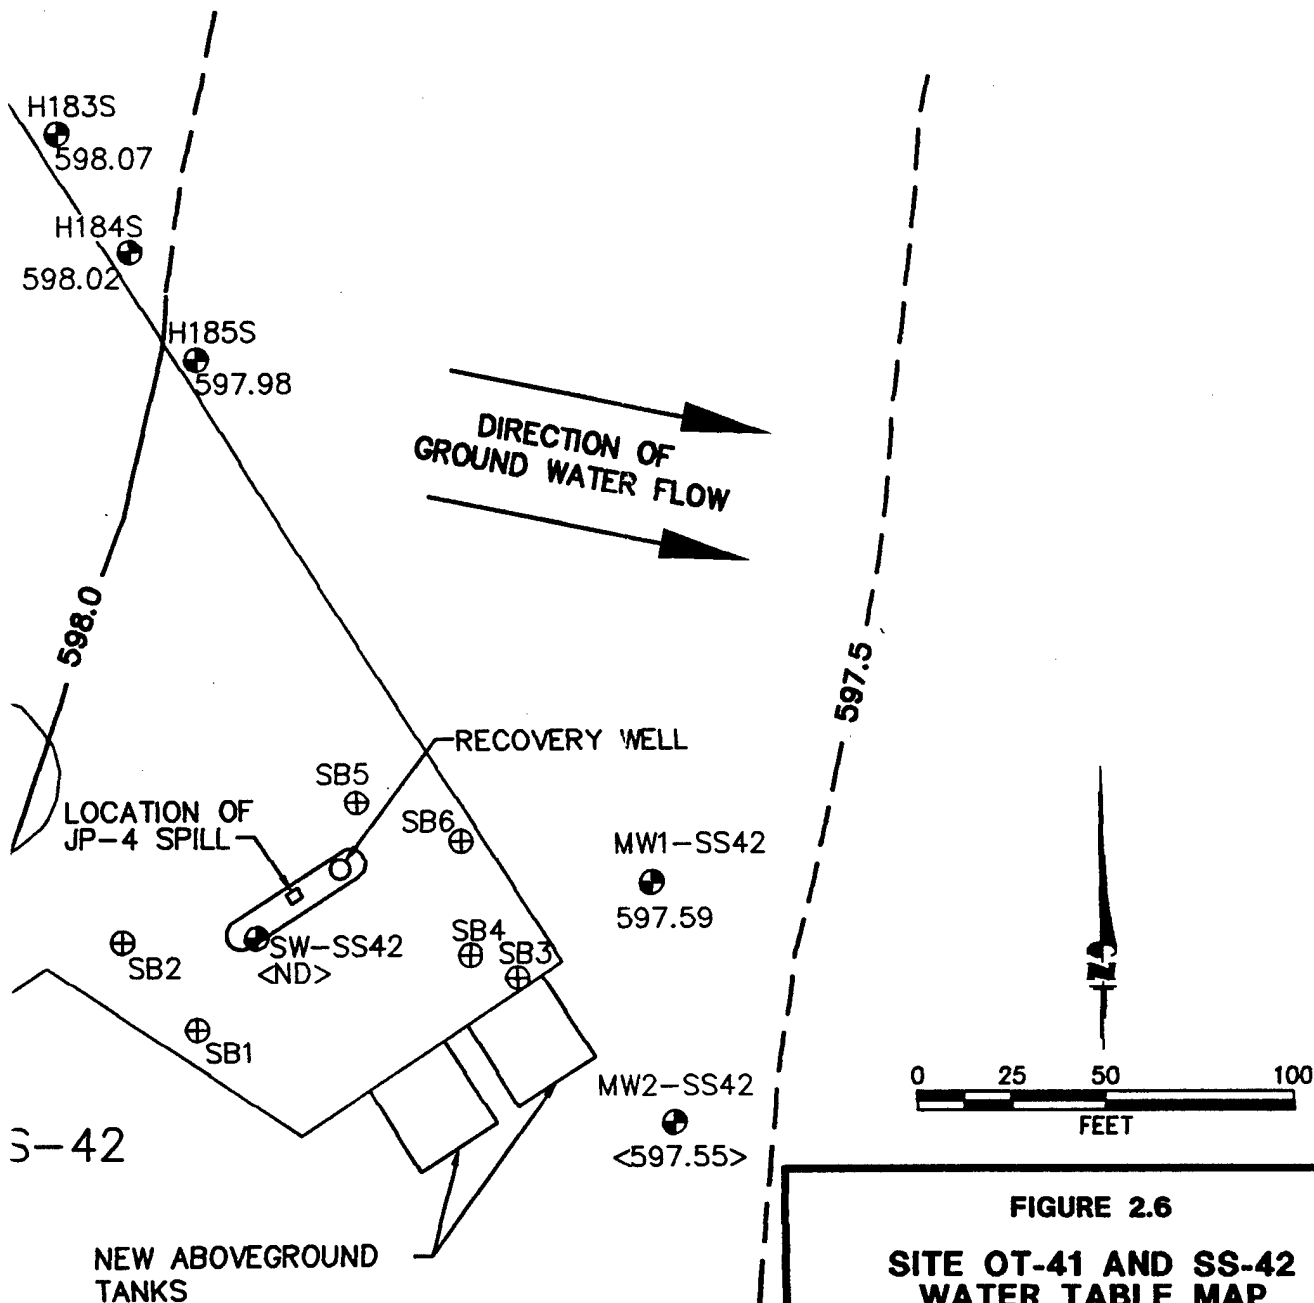 H183S
598.07
H184S
598.02
H185S
597.98
DIRECTION OF
GROUND WATER FLOW
598.0
597.5
RECOVERY WELL
SB5
LOCATION OF
JP-4 SPILL
SB6
MW1-SS42
597.59
SB4
SB3
SW-SS42
<ND>
SB2
SB1
MW2-SS42
<597.55>
S-42
NEW ABOVEGROUND
TANKS
N
0 25 50 100
FEET
FIGURE 2.6
SITE OT-41 AND SS-42
WATER TABLE MAP